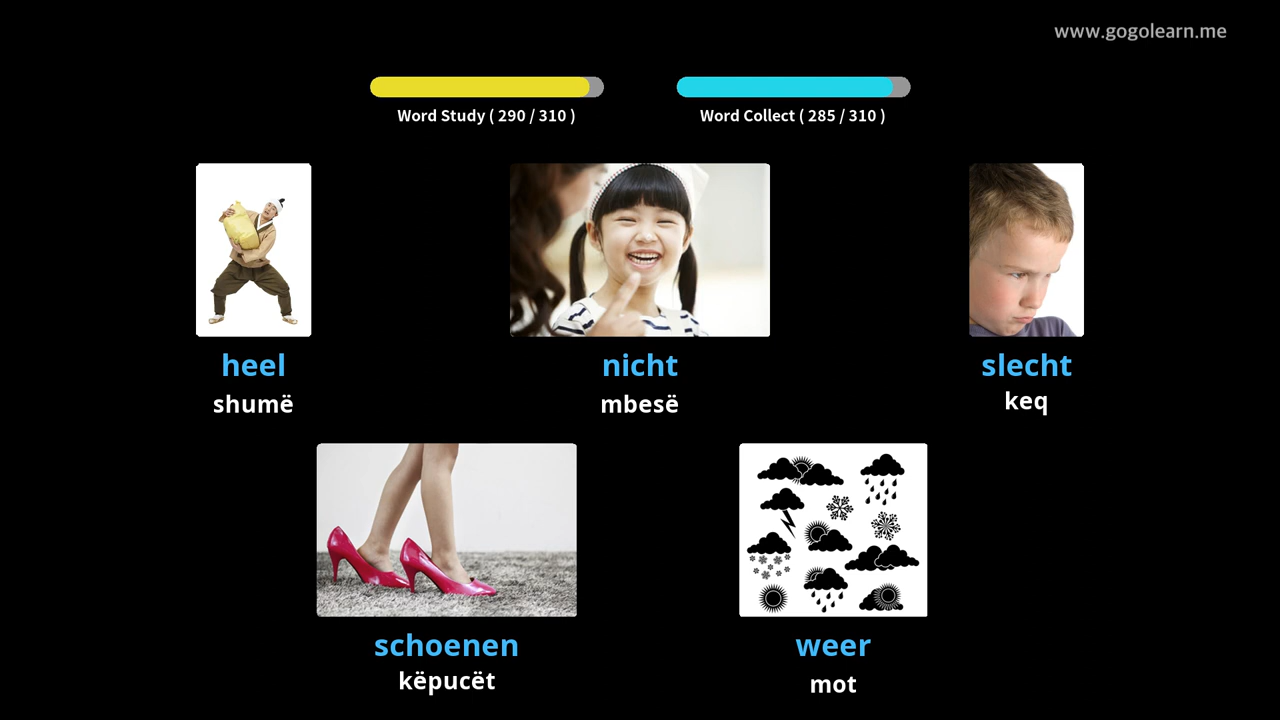 www.gogolearn.me
Word Study ( 290 / 310 )
Word Collect ( 285 / 310 )
heel
shumë
nicht
mbesë
slecht
keq
schoenen
këpucët
weer
mot